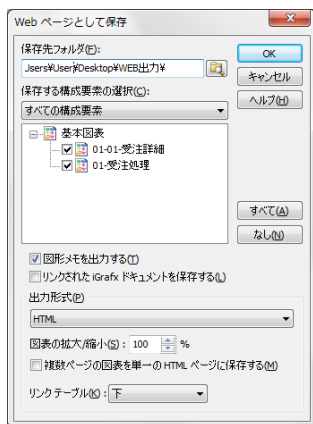 Web ページとして保存
保存先フォルダ(E):
Jsers¥User¥Desktop¥WEB出力¥
OK
キャンセル
保存する構成要素の選択(C):
ヘルプ(H)
すべての構成要素
基本図表
01-01-受注詳細
01-受注処理
すべて(A)
なし(N)
図形メモを出力する(T)
リンクされた iGrafx ドキュメントを保存する(L)
出力形式(P)
HTML
図表の拡大/縮小(S): 100 %
複数ページの図表を単一の HTML ページに保存する(M)
リンク テーブル(K): 下